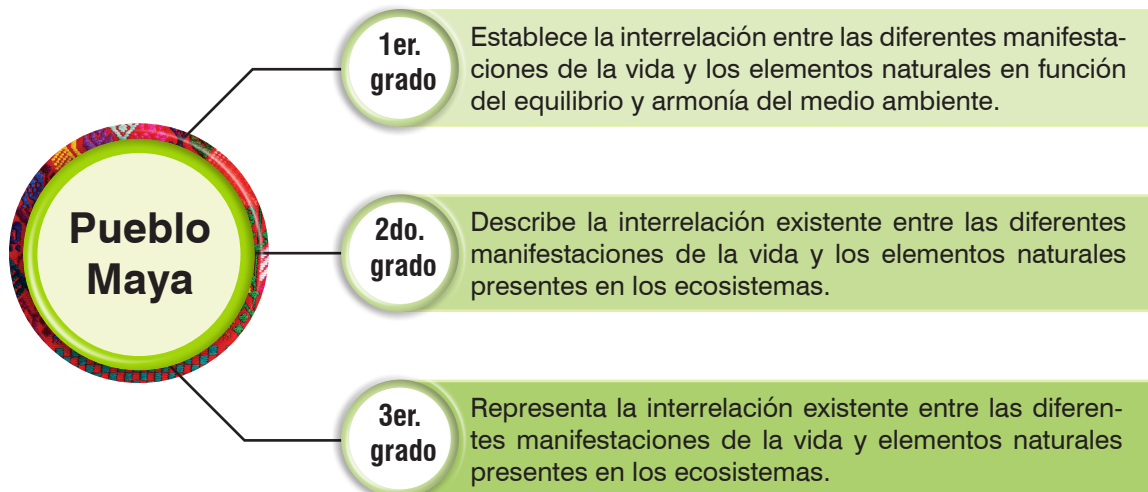 Pueblo
Maya
1er.
grado
Establece la interrelación entre las diferentes manifesta-
ciones de la vida y los elementos naturales en función
del equilibrio y armonía del medio ambiente.
2do.
grado
Describe la interrelación existente entre las diferentes
manifestaciones de la vida y los elementos naturales
presentes en los ecosistemas.
3er.
grado
Representa la interrelación existente entre las diferen-
tes manifestaciones de la vida y elementos naturales
presentes en los ecosistemas.